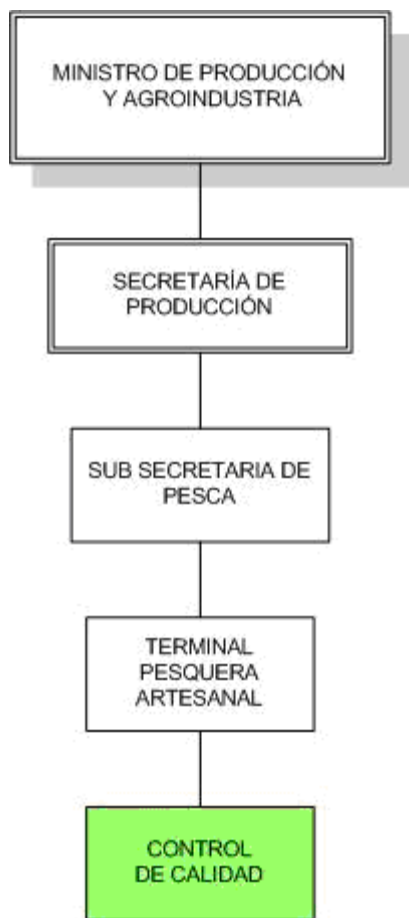 MINISTRO DE PRODUCCIÓN
Y AGROINDUSTRIA
SECRETARÍA DE
PRODUCCIÓN
SUB SECRETARIA DE
PESCA
TERMINAL
PESQUERA
ARTESANAL
CONTROL
DE CALIDAD